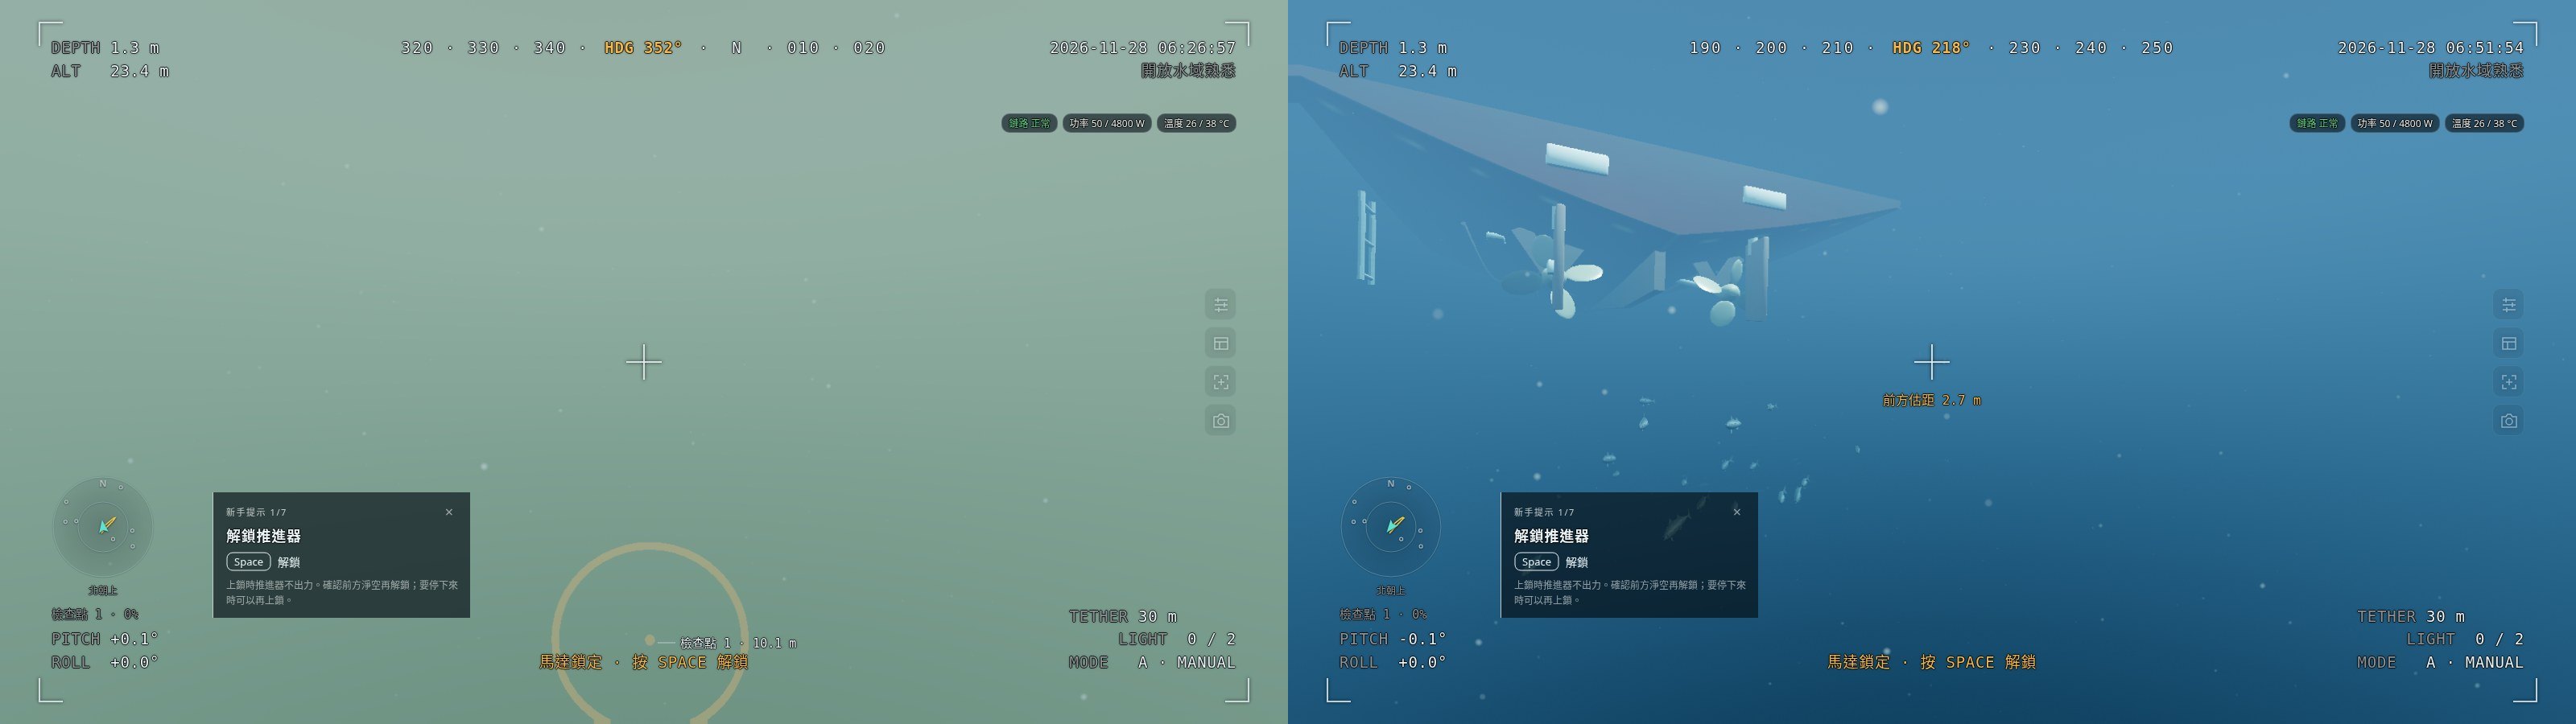 DEPTH 1.3 m
ALT 23.4 m
320 · 330 · 340 · HDG 352° · N · 010 · 020
2026-11-28 06:26:57
開放水域熟悉
鏈路 正常
功率 50 / 4800 W
溫度 26 / 38 °C
N
北朝上
檢查點 1 · 0%
PITCH +0.1°
ROLL +0.0°
新手提示 1/7
×
解鎖推進器
Space 解鎖
上鎖時推進器不出力。確認前方淨空再解鎖；要停下來
時可以再上鎖。
檢查點 1 · 10.1 m
馬達鎖定 · 按 SPACE 解鎖
TETHER 30 m
LIGHT 0 / 2
MODE A · MANUAL
DEPTH 1.3 m
ALT 23.4 m
190 · 200 · 210 · HDG 218° · 230 · 240 · 250
2026-11-28 06:51:54
開放水域熟悉
鏈路 正常
功率 50 / 4800 W
溫度 26 / 38 °C
前方估距 2.7 m
N
北朝上
檢查點 1 · 0%
PITCH -0.1°
ROLL +0.0°
新手提示 1/7
×
解鎖推進器
Space 解鎖
上鎖時推進器不出力。確認前方淨空再解鎖；要停下來
時可以再上鎖。
馬達鎖定 · 按 SPACE 解鎖
TETHER 30 m
LIGHT 0 / 2
MODE A · MANUAL